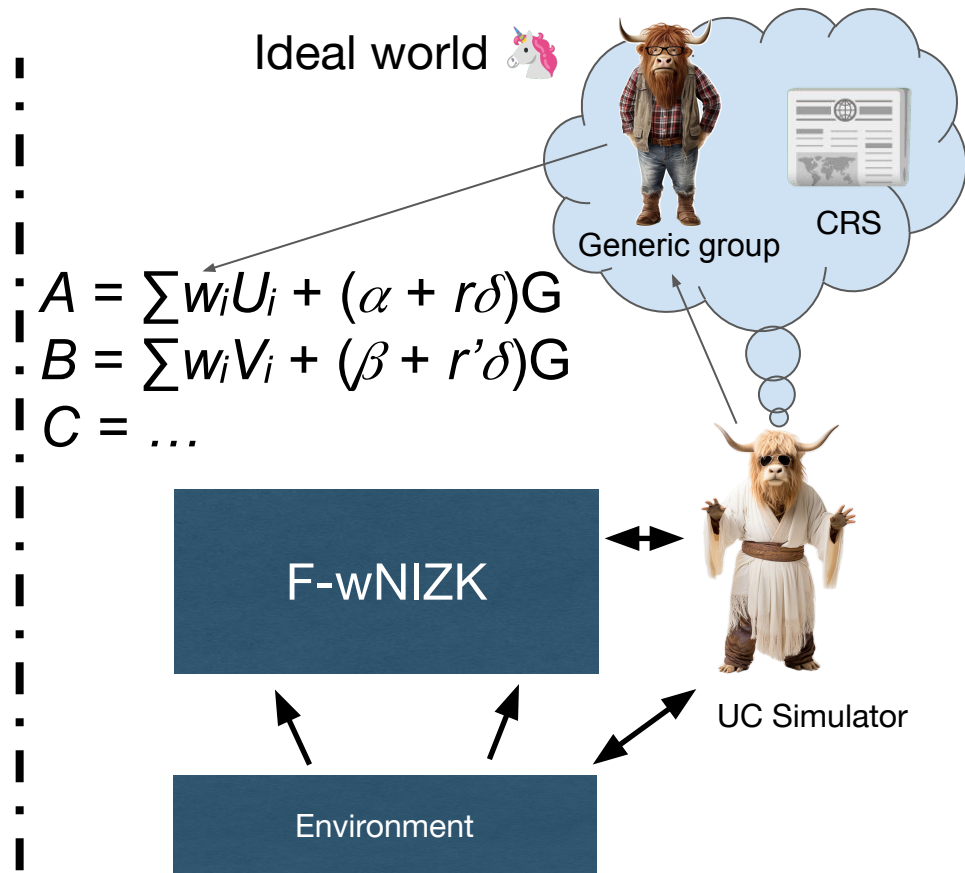 Ideal world 🦄
Generic group
CRS
A = ∑wᵢUᵢ + (α + rδ)G
B = ∑wᵢVᵢ + (β + r’δ)G
C = …
F-wNIZK
UC Simulator
Environment